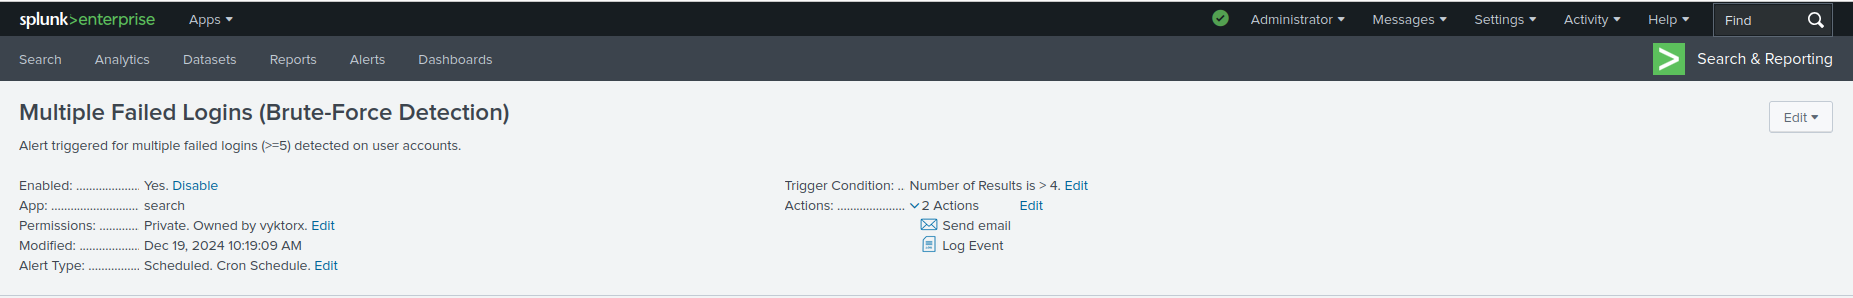 splunk>enterprise Apps Administrator Messages Settings Activity Help Find
Search Analytics Datasets Reports Alerts Dashboards Search & Reporting
Multiple Failed Logins (Brute-Force Detection)
Edit
Alert triggered for multiple failed logins (>=5) detected on user accounts.
Enabled: .................... Yes. Disable
App: ........................... search
Permissions: ............ Private. Owned by vyktorx. Edit
Modified: .................. Dec 19, 2024 10:19:09 AM
Alert Type: ................ Scheduled. Cron Schedule. Edit
Trigger Condition: .. Number of Results is > 4. Edit
Actions: ..................... 2 Actions Edit
Send email
Log Event